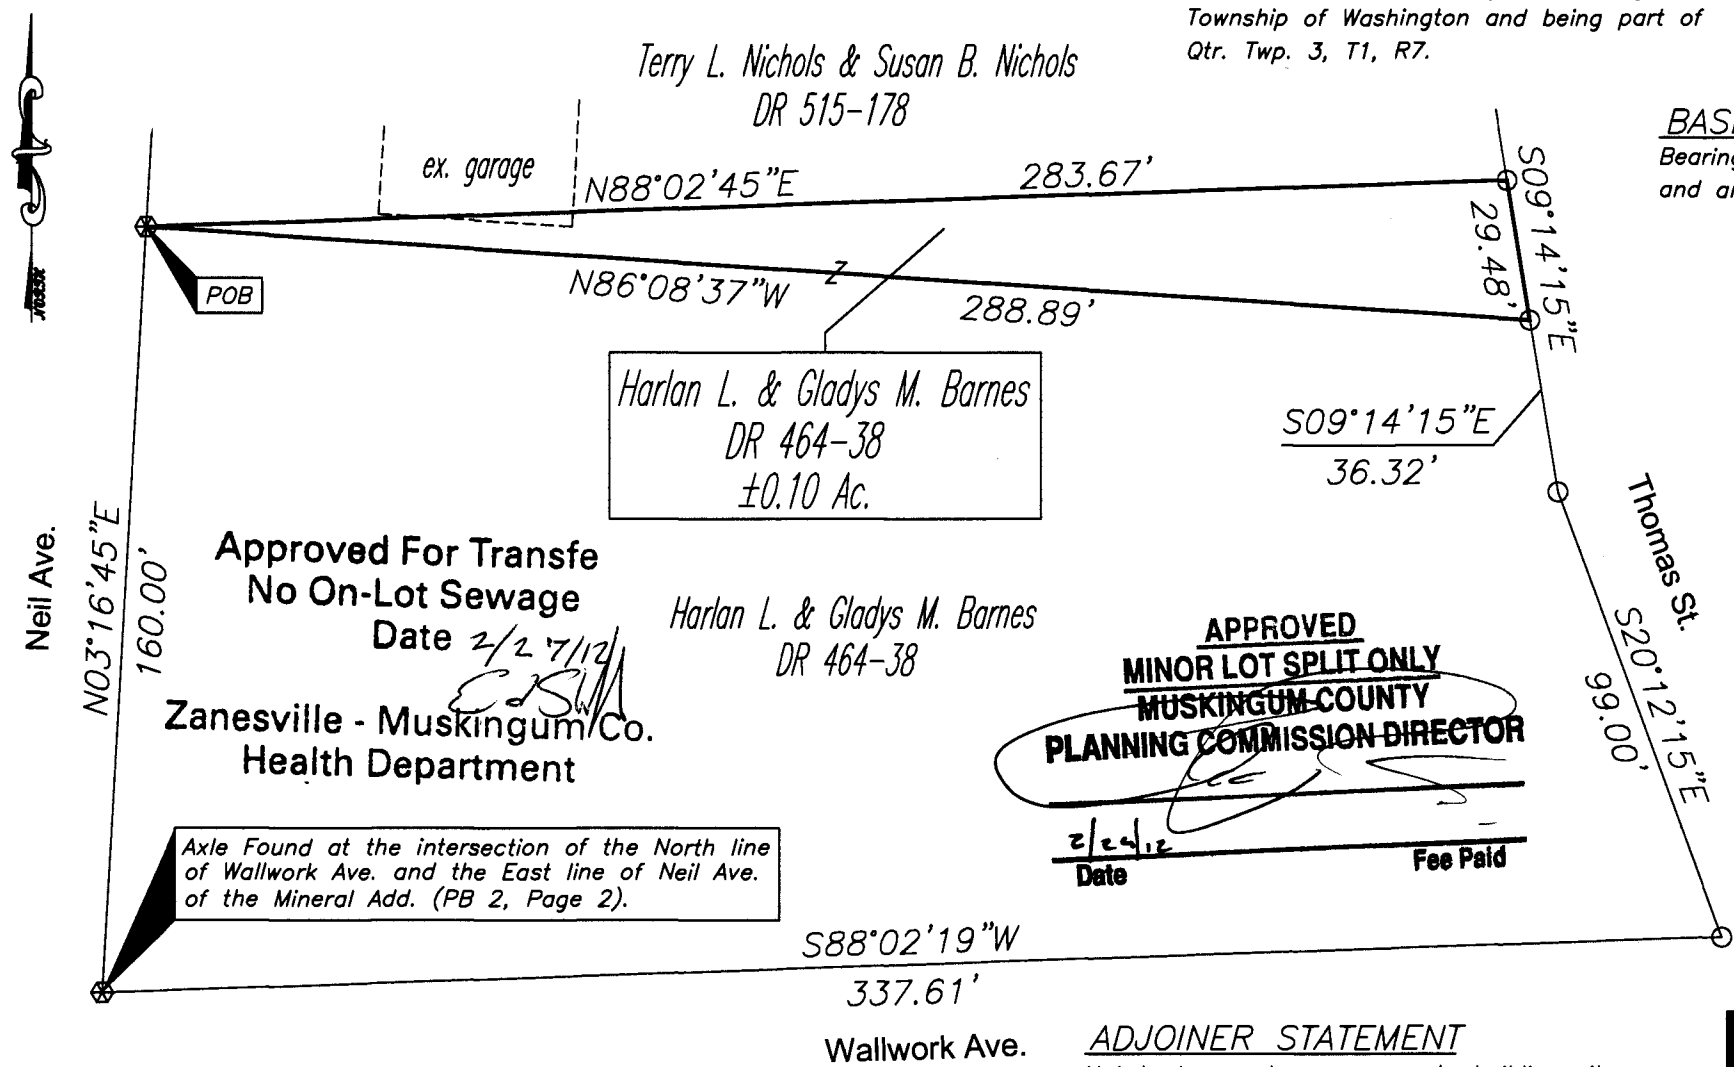 Township of Washington and being part of
Qtr. Twp. 3, T1, R7.
Terry L. Nichols & Susan B. Nichols
DR 515-178
BAS
Bearing
and a
ex. garage
N88°02'45"E
283.67'
S09°14'15"E
29.48'
NORTH
POB
N86°08'37"W
Z
288.89'
Harlan L. & Gladys M. Barnes
DR 464-38
±0.10 Ac.
S09°14'15"E
36.32'
Neil Ave.
N03°16'45"E
160.00'
Approved For Transfe
No On-Lot Sewage
Date 2/27/12
Zanesville - Muskingum Co.
Health Department
Harlan L. & Gladys M. Barnes
DR 464-38
Thomas St.
S20°12'15"E
99.00'
APPROVED
MINOR LOT SPLIT ONLY
MUSKINGUM COUNTY
PLANNING COMMISSION DIRECTOR
Date
Fee Paid
Axle Found at the intersection of the North line
of Wallwork Ave. and the East line of Neil Ave.
of the Mineral Add. (PB 2, Page 2).
S88°02'19"W
337.61'
Wallwork Ave.
ADJOINER STATEMENT